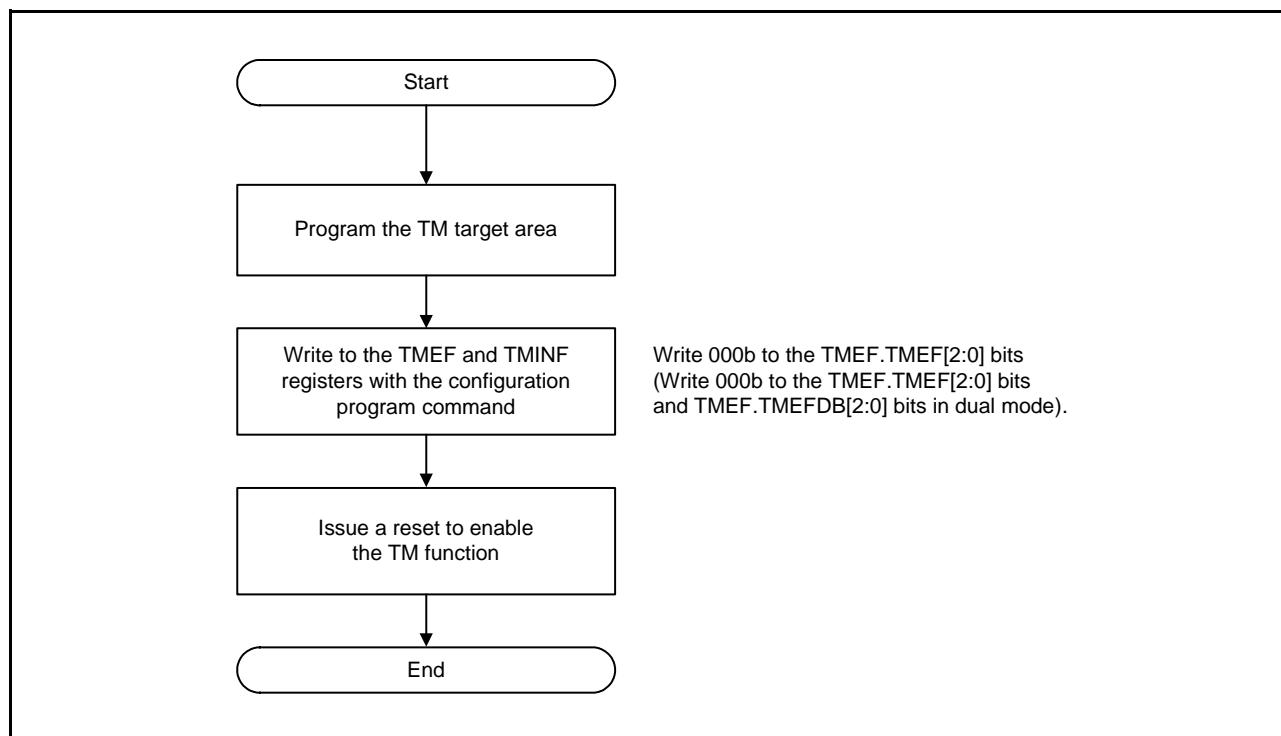 Start
Program the TM target area
Write to the TMEF and TMINF
registers with the configuration
program command
Write 000b to the TMEF.TMEF[2:0] bits
(Write 000b to the TMEF.TMEF[2:0] bits
and TMEF.TMEFDB[2:0] bits in dual mode).
Issue a reset to enable
the TM function
End